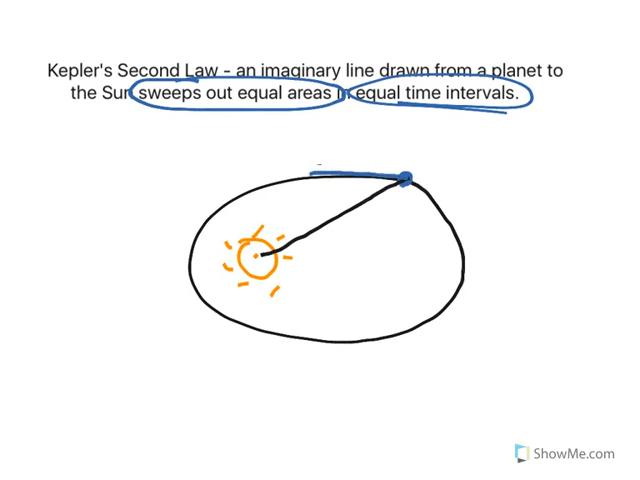 Kepler's Second Law - an imaginary line drawn from a planet to
the Sun sweeps out equal areas in equal time intervals.
ShowMe.com